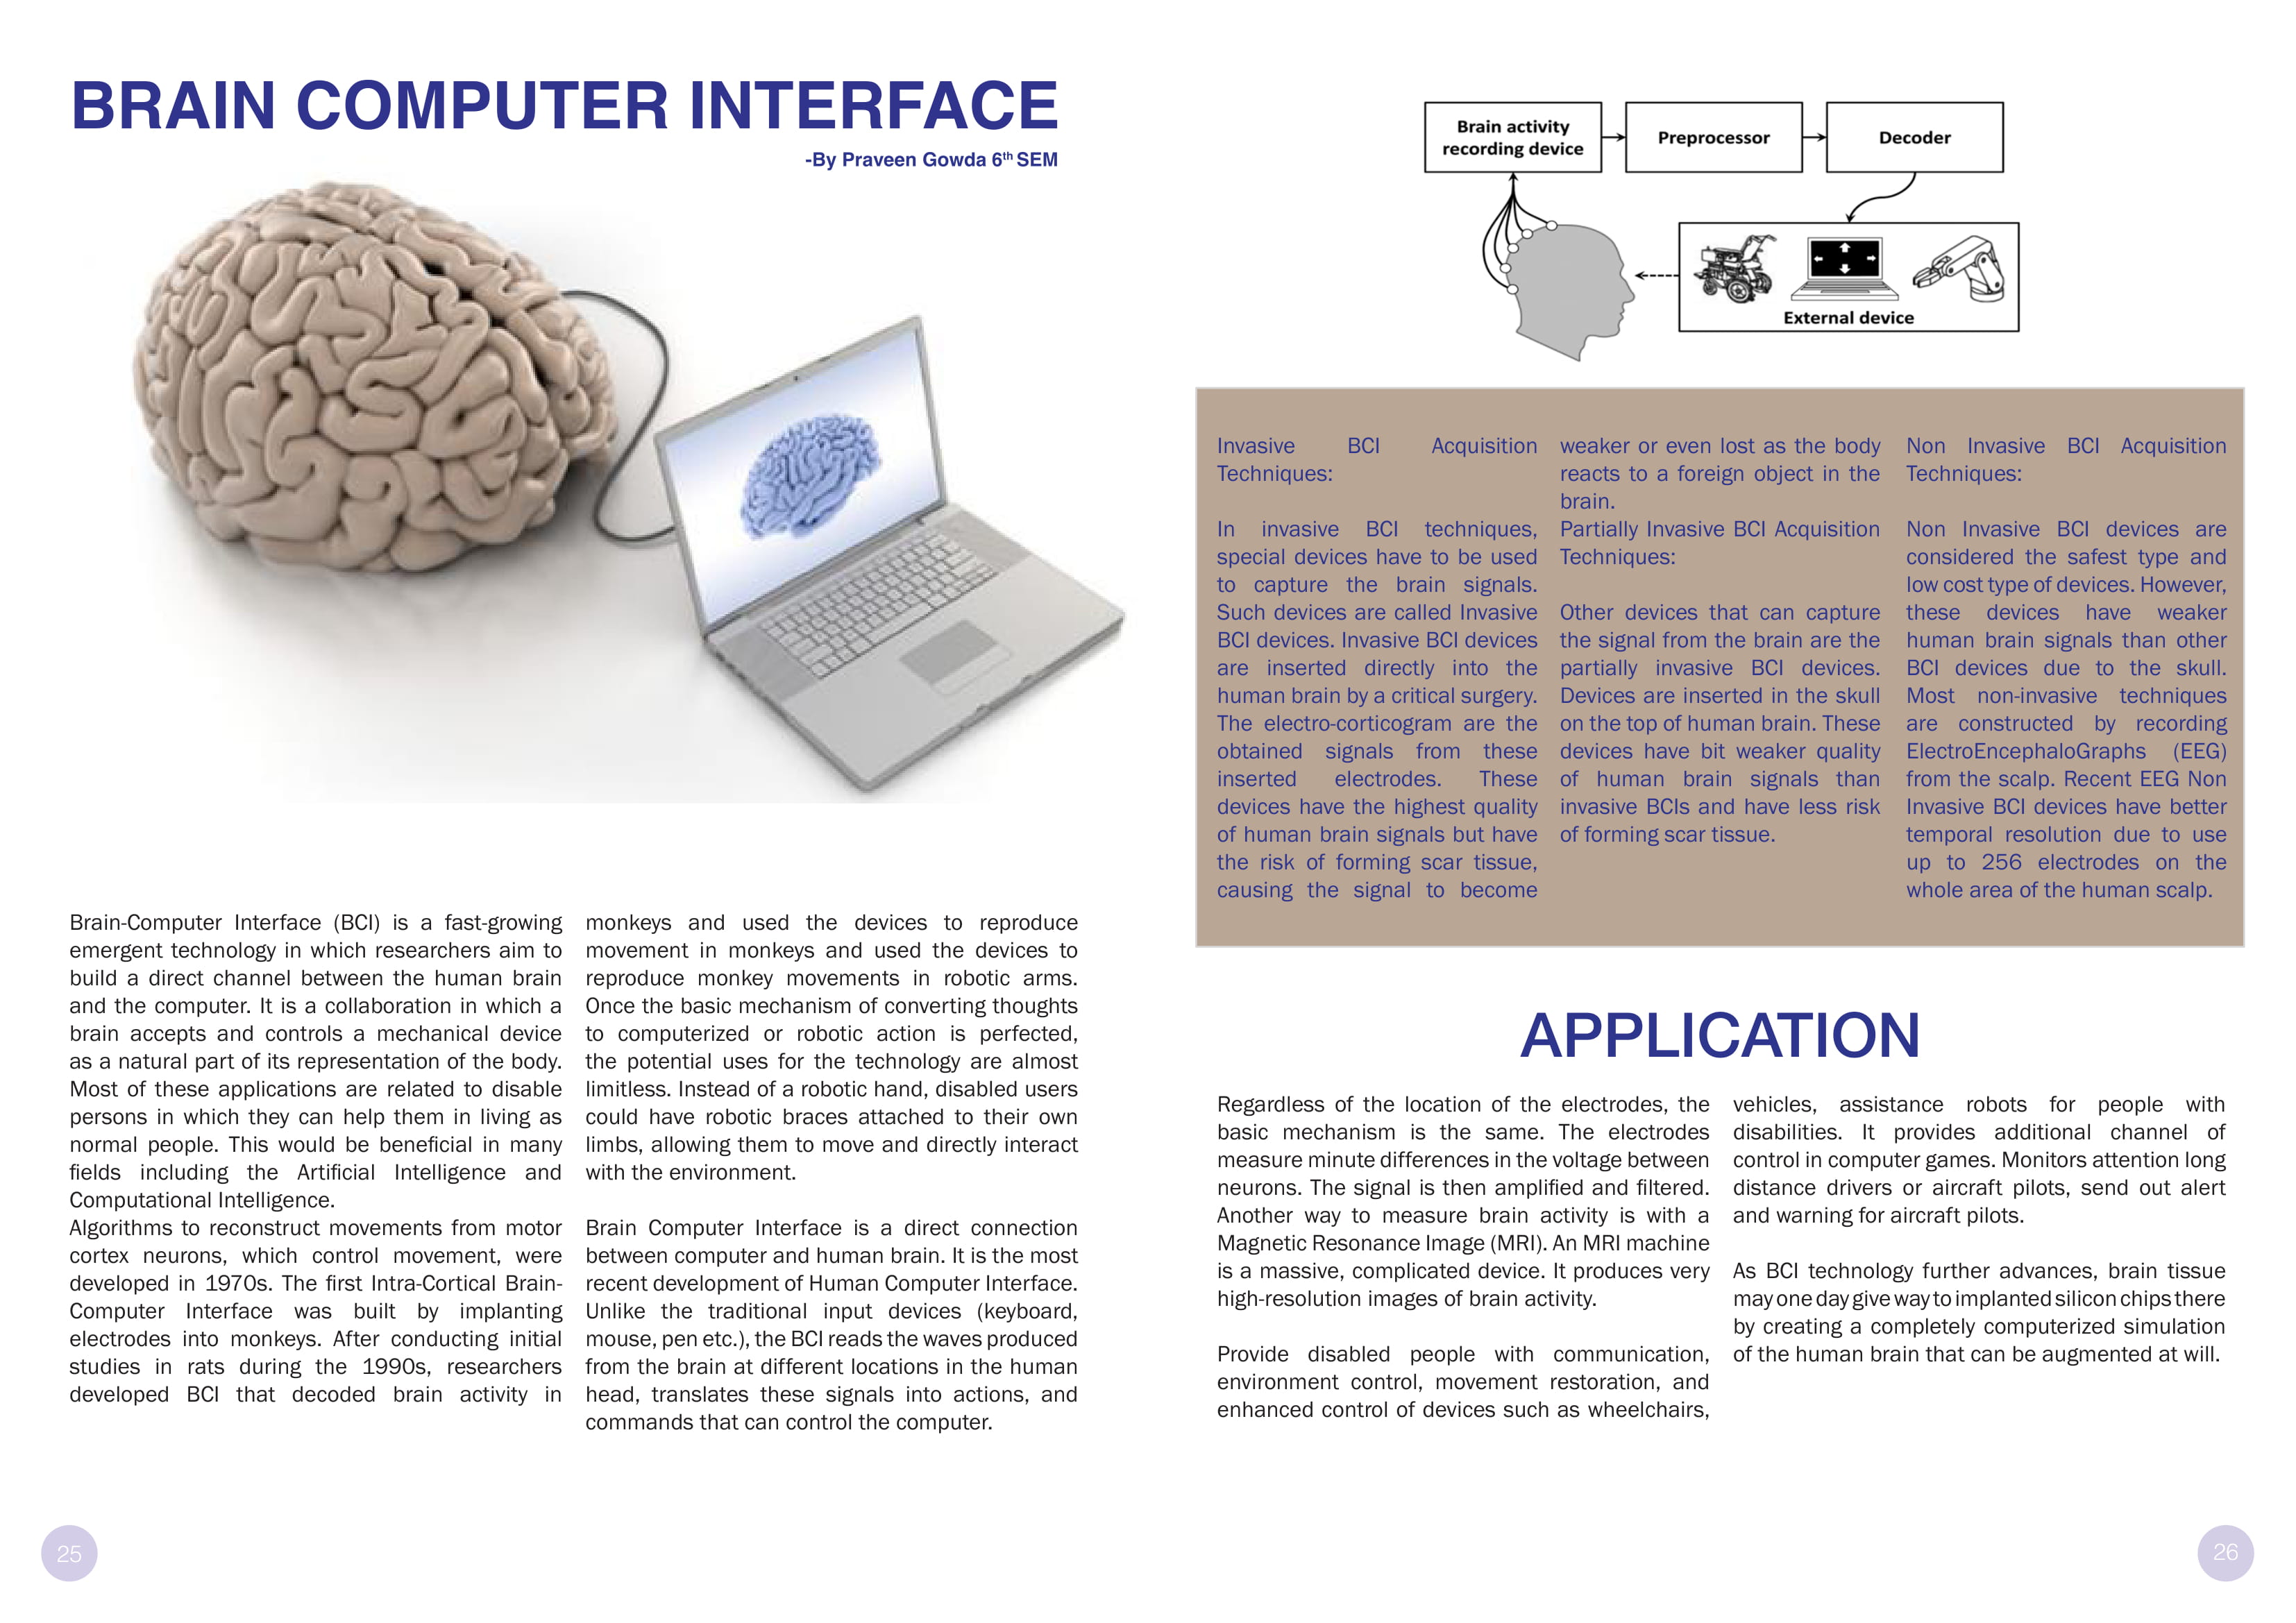 BRAIN COMPUTER INTERFACE
-By Praveen Gowda 6th SEM
Brain-Computer Interface (BCI) is a fast-growing
emergent technology in which researchers aim to
build a direct channel between the human brain
and the computer. It is a collaboration in which a
brain accepts and controls a mechanical device
as a natural part of its representation of the body.
Most of these applications are related to disable
persons in which they can help them in living as
normal people. This would be beneficial in many
fields including the Artificial Intelligence and
Computational Intelligence.
Algorithms to reconstruct movements from motor
cortex neurons, which control movement, were
developed in 1970s. The first Intra-Cortical Brain-
Computer Interface was built by implanting
electrodes into monkeys. After conducting initial
studies in rats during the 1990s, researchers
developed BCI that decoded brain activity in
monkeys and used the devices to reproduce
movement in monkeys and used the devices to
reproduce monkey movements in robotic arms.
Once the basic mechanism of converting thoughts
to computerized or robotic action is perfected,
the potential uses for the technology are almost
limitless. Instead of a robotic hand, disabled users
could have robotic braces attached to their own
limbs, allowing them to move and directly interact
with the environment.
Brain Computer Interface is a direct connection
between computer and human brain. It is the most
recent development of Human Computer Interface.
Unlike the traditional input devices (keyboard,
mouse, pen etc.), the BCI reads the waves produced
from the brain at different locations in the human
head, translates these signals into actions, and
commands that can control the computer.
25
Brain activity
recording device
Preprocessor
Decoder
External device
Invasive BCI Acquisition
Techniques:
In invasive BCI techniques,
special devices have to be used
to capture the brain signals.
Such devices are called Invasive
BCI devices. Invasive BCI devices
are inserted directly into the
human brain by a critical surgery.
The electro-corticogram are the
obtained signals from these
inserted electrodes. These
devices have the highest quality
of human brain signals but have
the risk of forming scar tissue,
causing the signal to become
weaker or even lost as the body
reacts to a foreign object in the
brain.
Partially Invasive BCI Acquisition
Techniques:
Other devices that can capture
the signal from the brain are the
partially invasive BCI devices.
Devices are inserted in the skull
on the top of human brain. These
devices have bit weaker quality
of human brain signals than
invasive BCIs and have less risk
of forming scar tissue.
Non Invasive BCI Acquisition
Techniques:
Non Invasive BCI devices are
considered the safest type and
low cost type of devices. However,
these devices have weaker
human brain signals than other
BCI devices due to the skull.
Most non-invasive techniques
are constructed by recording
ElectroEncephaloGraphs (EEG)
from the scalp. Recent EEG Non
Invasive BCI devices have better
temporal resolution due to use
up to 256 electrodes on the
whole area of the human scalp.
APPLICATION
Regardless of the location of the electrodes, the
basic mechanism is the same. The electrodes
measure minute differences in the voltage between
neurons. The signal is then amplified and filtered.
Another way to measure brain activity is with a
Magnetic Resonance Image (MRI). An MRI machine
is a massive, complicated device. It produces very
high-resolution images of brain activity.
Provide disabled people with communication,
environment control, movement restoration, and
enhanced control of devices such as wheelchairs,
vehicles, assistance robots for people with
disabilities. It provides additional channel of
control in computer games. Monitors attention long
distance drivers or aircraft pilots, send out alert
and warning for aircraft pilots.
As BCI technology further advances, brain tissue
may one day give way to implanted silicon chips there
by creating a completely computerized simulation
of the human brain that can be augmented at will.
26